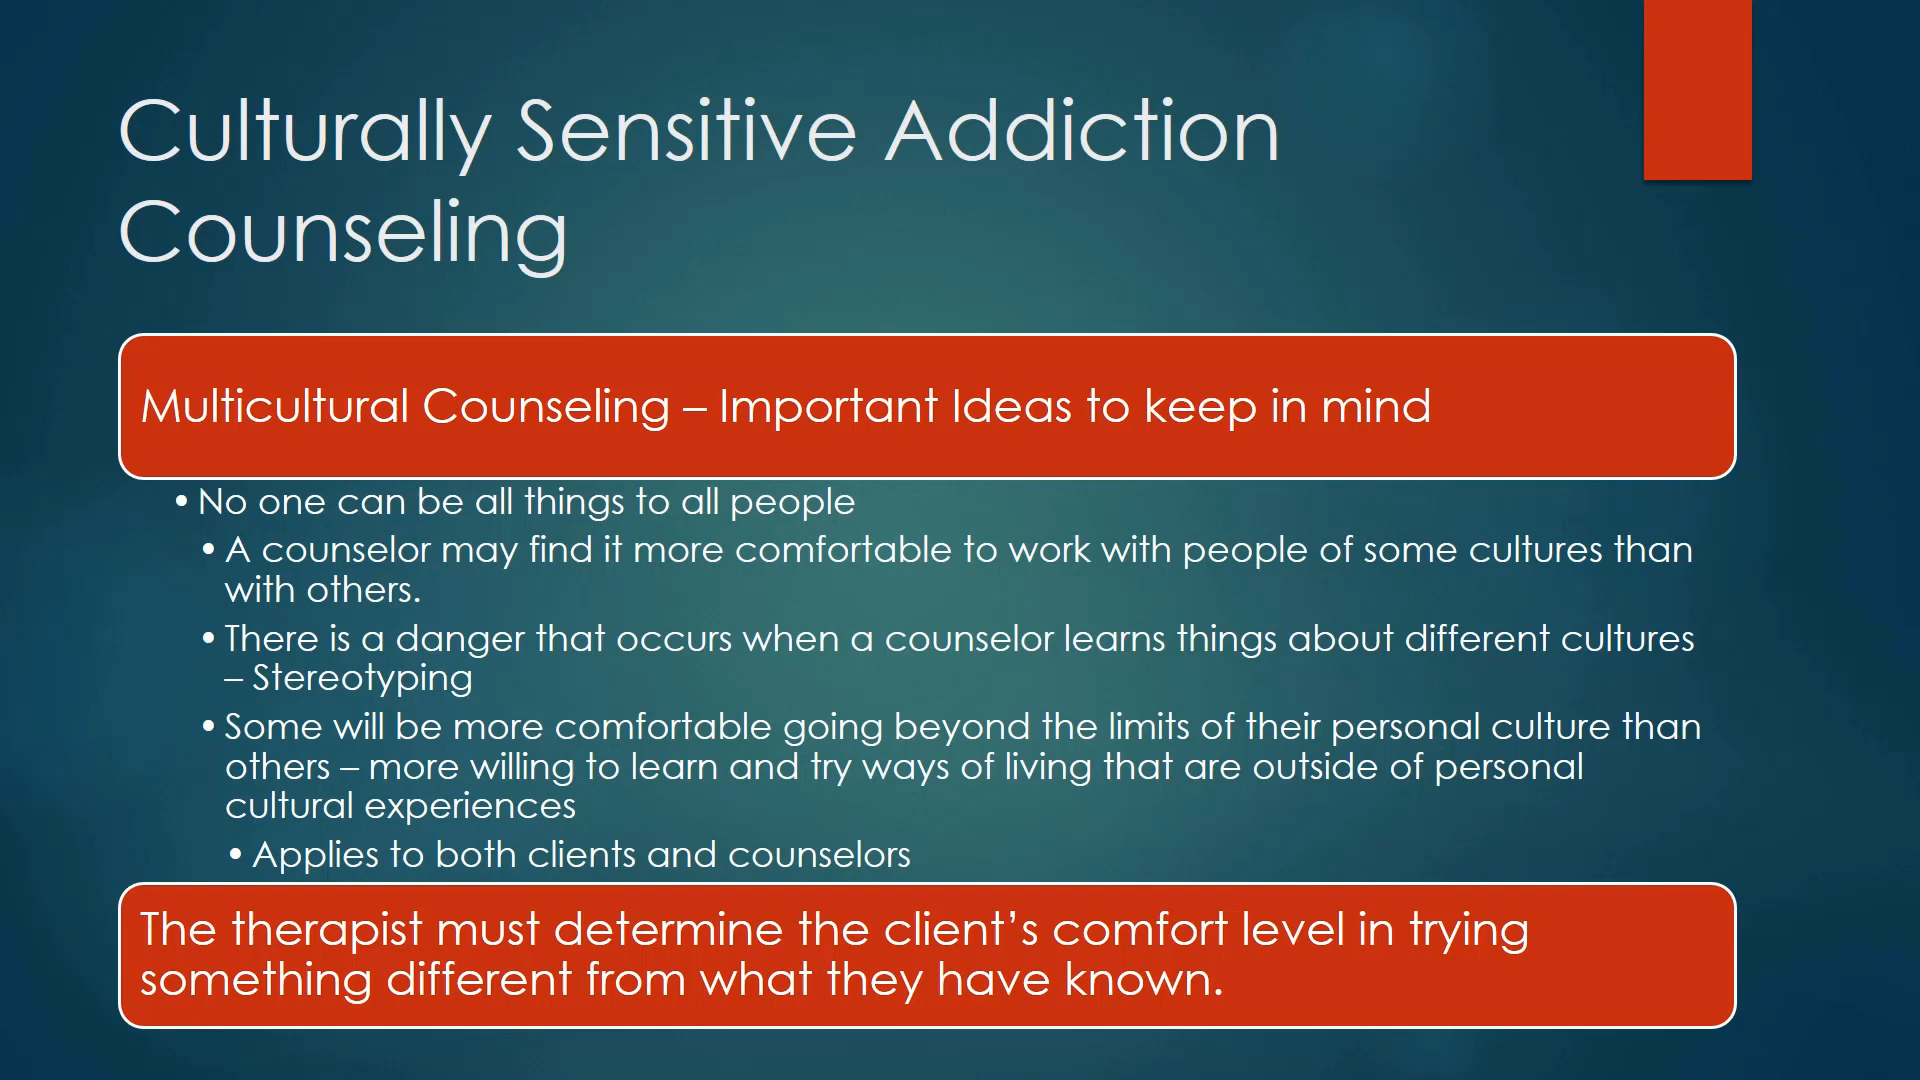 Culturally Sensitive Addiction
Counseling
Multicultural Counseling – Important Ideas to keep in mind
• No one can be all things to all people
• A counselor may find it more comfortable to work with people of some cultures than
with others.
• There is a danger that occurs when a counselor learns things about different cultures
– Stereotyping
• Some will be more comfortable going beyond the limits of their personal culture than
others – more willing to learn and try ways of living that are outside of personal
cultural experiences
• Applies to both clients and counselors
The therapist must determine the client’s comfort level in trying
something different from what they have known.